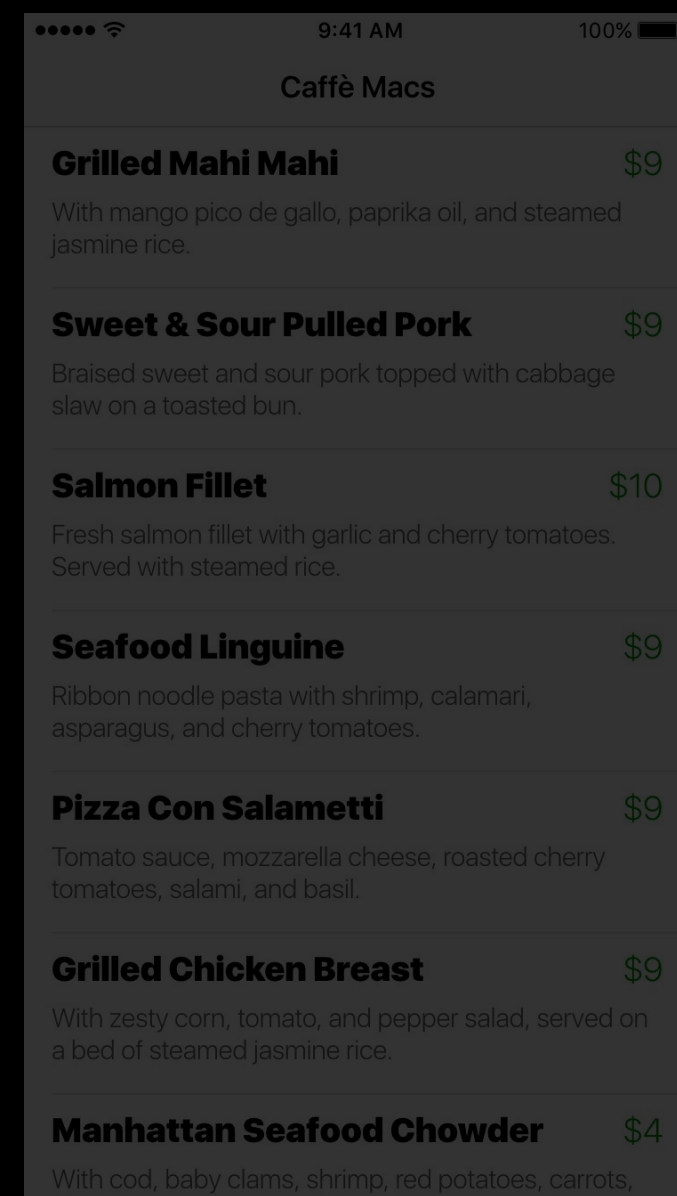 9:41 AM 100%
Caffè Macs
Grilled Mahi Mahi $9
With mango pico de gallo, paprika oil, and steamed
jasmine rice.
Sweet & Sour Pulled Pork $9
Braised sweet and sour pork topped with cabbage
slaw on a toasted bun.
Salmon Fillet $10
Fresh salmon fillet with garlic and cherry tomatoes.
Served with steamed rice.
Seafood Linguine $9
Ribbon noodle pasta with shrimp, calamari,
asparagus, and cherry tomatoes.
Pizza Con Salametti $9
Tomato sauce, mozzarella cheese, roasted cherry
tomatoes, salami, and basil.
Grilled Chicken Breast $9
With zesty corn, tomato, and pepper salad, served on
a bed of steamed jasmine rice.
Manhattan Seafood Chowder $4
With cod, baby clams, shrimp, red potatoes, carrots,